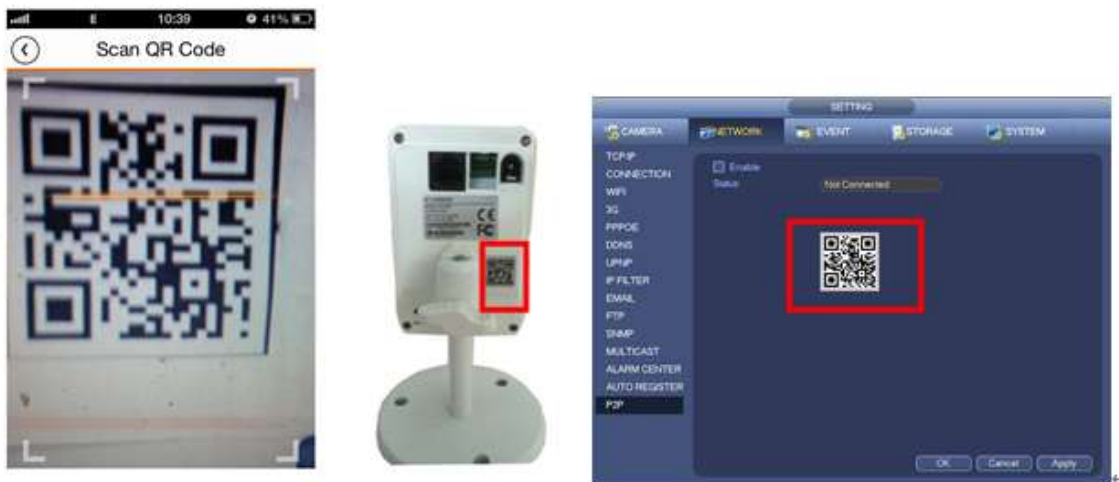 10:39
41%
Scan QR Code
SETTING
CAMERA
NETWORK
EVENT
STORAGE
SYSTEM
TCP/IP
CONNECTION
WIFI
3G
PPPOE
DDNS
UPNP
IP FILTER
EMAIL
FTP
SNMP
MULTICAST
ALARM CENTER
AUTO REGISTER
P2P
Enable
Status
Not Connected
OK
Cancel
Apply
CE
FC